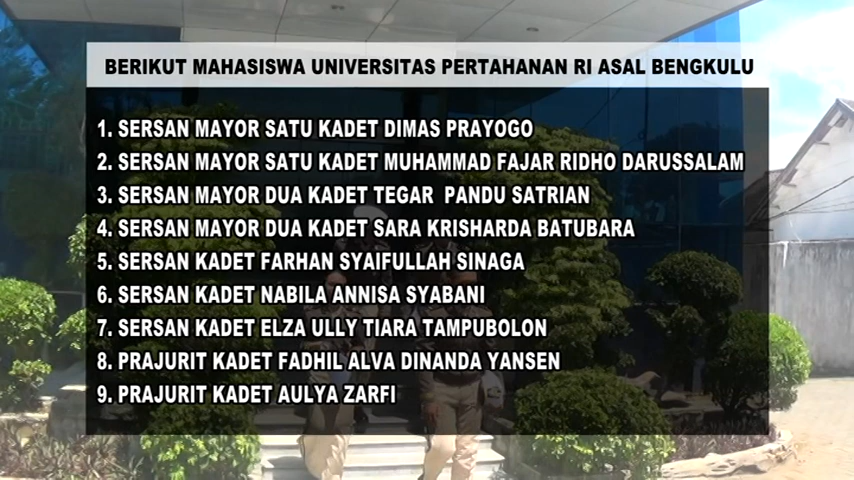 BERIKUT MAHASISWA UNIVERSITAS PERTAHANAN RI ASAL BENGKULU
1. SERSAN MAYOR SATU KADET DIMAS PRAYOGO
2. SERSAN MAYOR SATU KADET MUHAMMAD FAJAR RIDHO DARUSSALAM
3. SERSAN MAYOR DUA KADET TEGAR PANDU SATRIAN
4. SERSAN MAYOR DUA KADET SARA KRISHARDA BATUBARA
5. SERSAN KADET FARHAN SYAIFULLAH SINAGA
6. SERSAN KADET NABILA ANNISA SYABANI
7. SERSAN KADET ELZA ULLY TIARA TAMPUBOLON
8. PRAJURIT KADET FADHIL ALVA DINANDA YANSEN
9. PRAJURIT KADET AULYA ZARFI